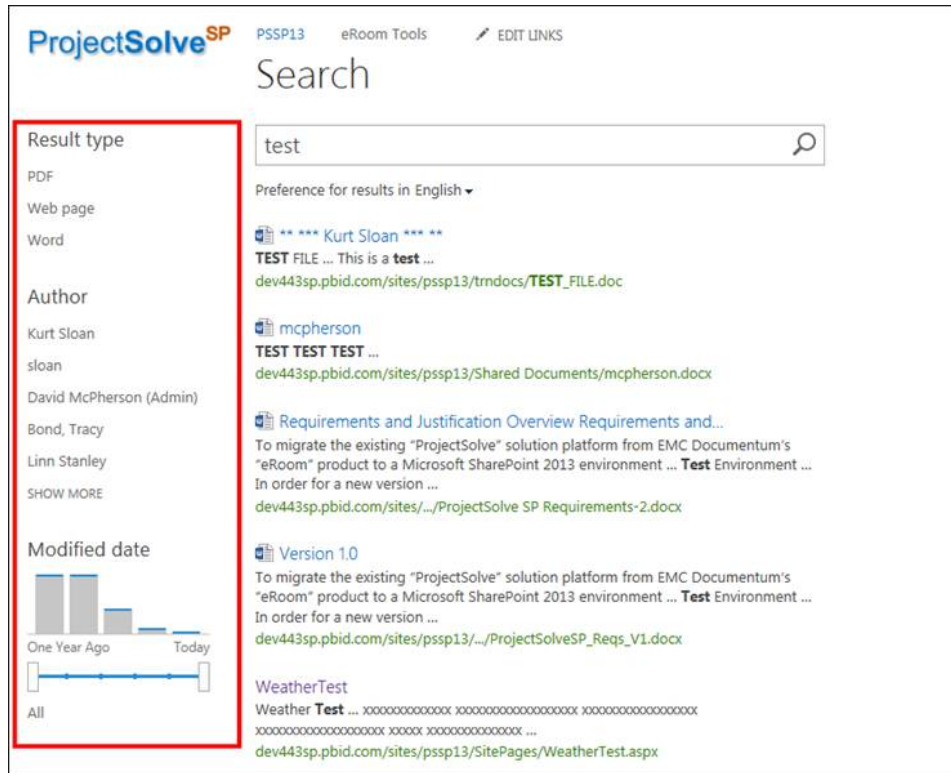 ProjectSolveSP
PSSP13 eRoom Tools EDIT LINKS
Search
Result type
PDF
Web page
Word
Author
Kurt Sloan
sloan
David McPherson (Admin)
Bond, Tracy
Linn Stanley
SHOW MORE
Modified date
One Year Ago Today
All
test
Preference for results in English
** *** Kurt Sloan *** **
TEST FILE ... This is a test ...
dev443sp.pbid.com/sites/pssp13/trndocs/TEST_FILE.doc
mcpherson
TEST TEST TEST ...
dev443sp.pbid.com/sites/pssp13/Shared Documents/mcpherson.docx
Requirements and Justification Overview Requirements and...
To migrate the existing "ProjectSolve" solution platform from EMC Documentum's
"eRoom" product to a Microsoft SharePoint 2013 environment ... Test Environment ...
In order for a new version ...
dev443sp.pbid.com/sites/.../ProjectSolve SP Requirements-2.docx
Version 1.0
To migrate the existing "ProjectSolve" solution platform from EMC Documentum's
"eRoom" product to a Microsoft SharePoint 2013 environment ... Test Environment ...
In order for a new version ...
dev443sp.pbid.com/sites/pssp13/.../ProjectSolveSP_Reqs_V1.docx
WeatherTest
Weather Test ... xxxxxxxxxxxxx xxxxxxxxxxxxxxxxxx xxxxxxxxxxxxxxxxx
xxxxxxxxxxxxxxxxxxx xxxxx xxxxxxxxxxxxxx ...
dev443sp.pbid.com/sites/pssp13/SitePages/WeatherTest.aspx